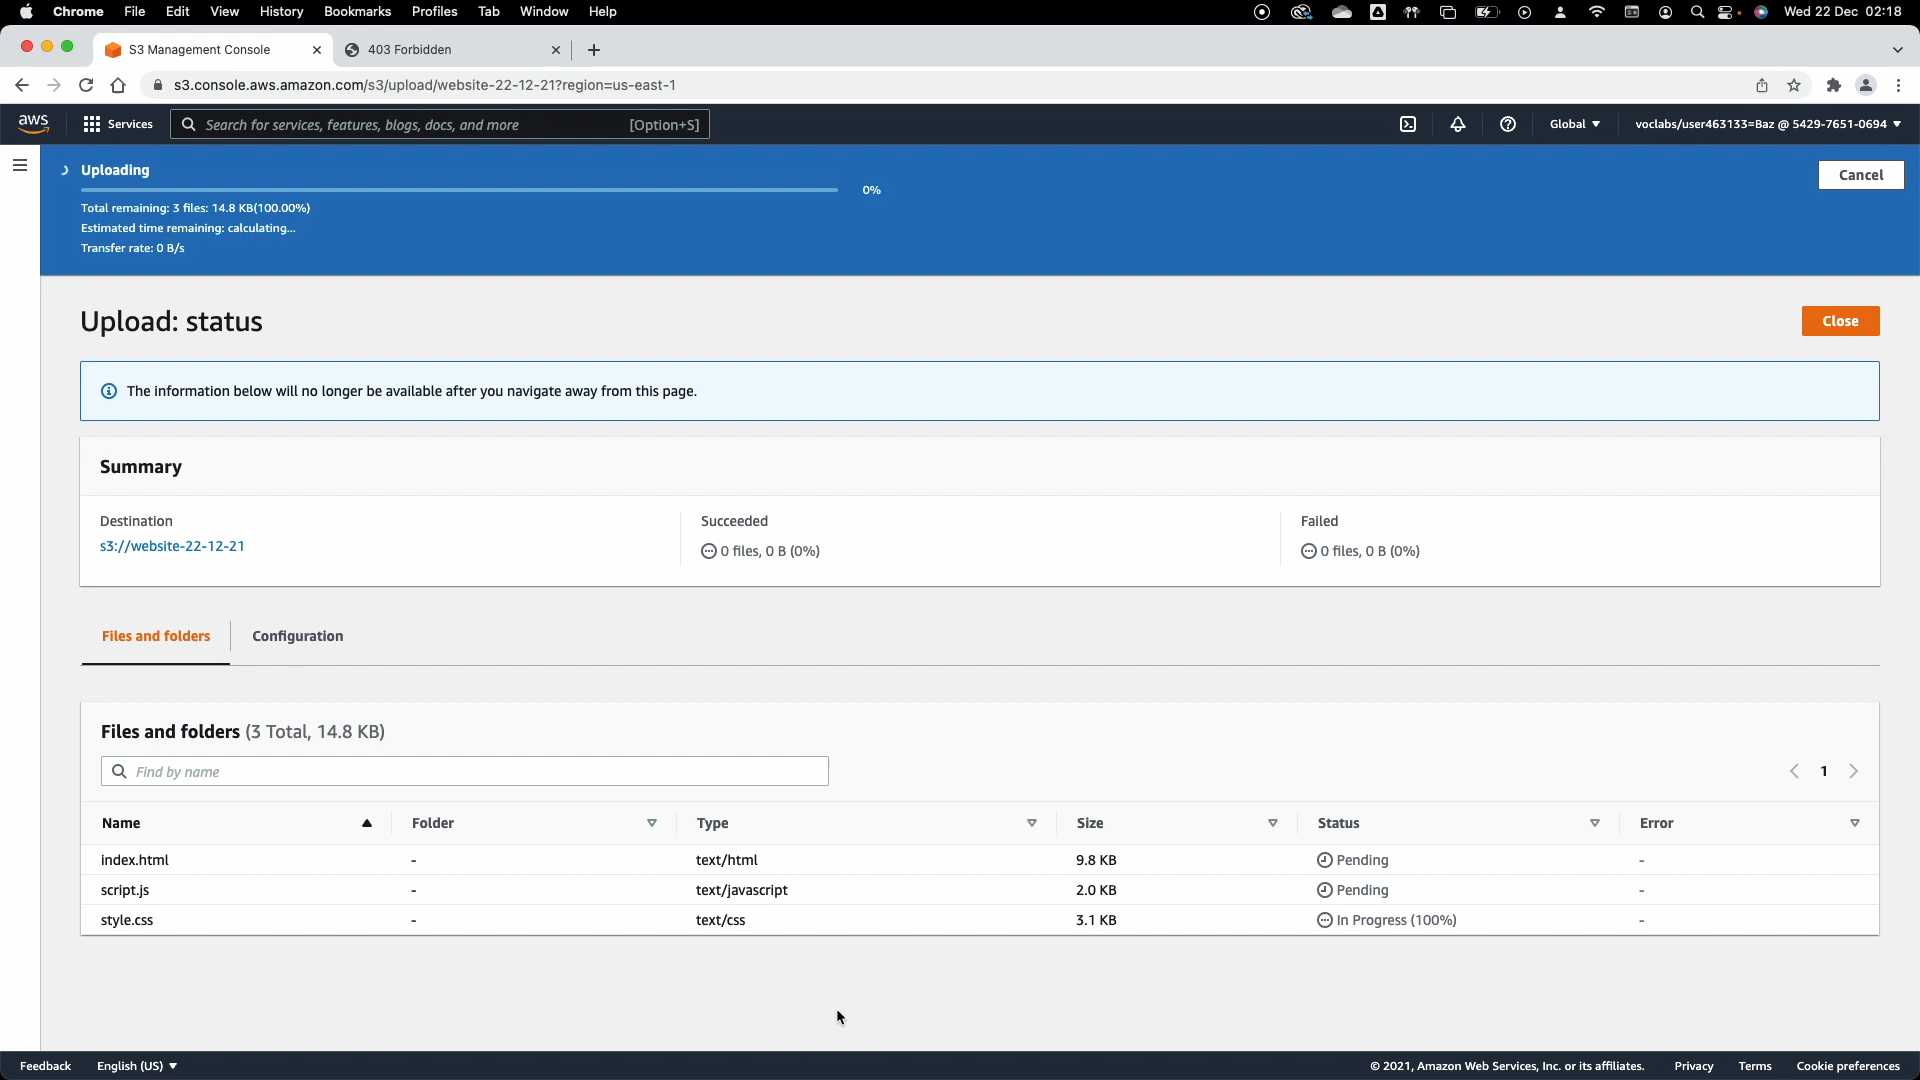 Chrome File Edit View History Bookmarks Profiles Tab Window Help Wed 22 Dec 02:18
S3 Management Console 403 Forbidden
s3.console.aws.amazon.com/s3/upload/website-22-12-21?region=us-east-1
aws Services Search for services, features, blogs, docs, and more [Option+S] Global voclabs/user463133=Baz @ 5429-7651-0694
Uploading Cancel
0%
Total remaining: 3 files: 14.8 KB(100.00%)
Estimated time remaining: calculating...
Transfer rate: 0 B/s
Upload: status Close
The information below will no longer be available after you navigate away from this page.
Summary
Destination Succeeded Failed
s3://website-22-12-21 0 files, 0 B (0%) 0 files, 0 B (0%)
Files and folders Configuration
Files and folders (3 Total, 14.8 KB)
Find by name 1
Name Folder Type Size Status Error
index.html - text/html 9.8 KB Pending -
script.js - text/javascript 2.0 KB Pending -
style.css - text/css 3.1 KB In Progress (100%) -
Feedback English (US) © 2021, Amazon Web Services, Inc. or its affiliates. Privacy Terms Cookie preferences